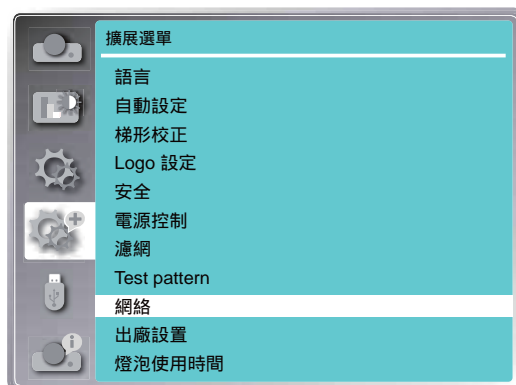 擴展選單
語言
自動設定
梯形校正
Logo 設定
安全
電源控制
濾網
Test pattern
網絡
出廠設置
燈泡使用時間